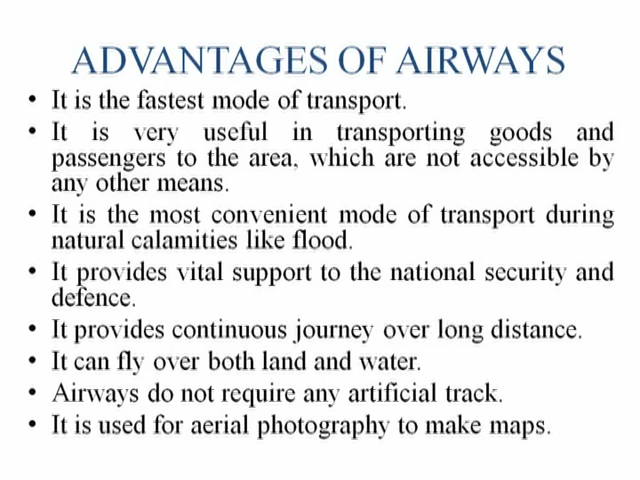 ADVANTAGES OF AIRWAYS
• It is the fastest mode of transport.
• It is very useful in transporting goods and
passengers to the area, which are not accessible by
any other means.
• It is the most convenient mode of transport during
natural calamities like flood.
• It provides vital support to the national security and
defence.
• It provides continuous journey over long distance.
• It can fly over both land and water.
• Airways do not require any artificial track.
• It is used for aerial photography to make maps.